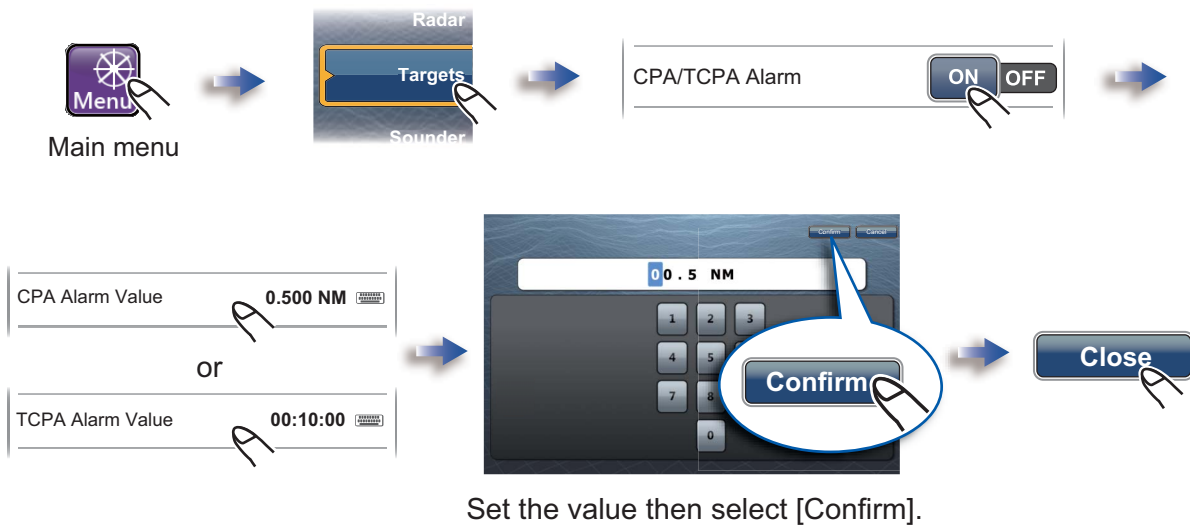 Radar
Menu
Targets
CPA/TCPA Alarm
ON OFF
Sounder
Main menu
Confirm Cancel
00.5 NM
CPA Alarm Value 0.500 NM
1 2 3
or
4 5
Confirm
Close
7 8
TCPA Alarm Value 00:10:00
0
Set the value then select [Confirm].